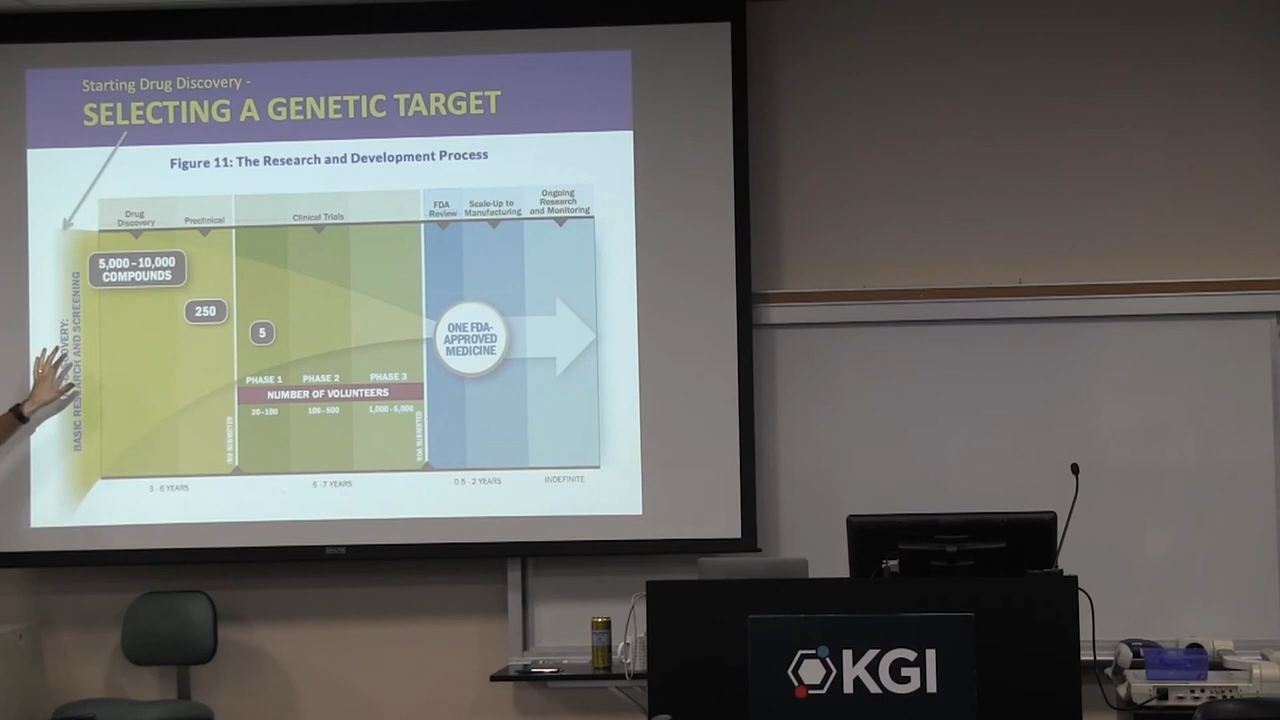 Starting Drug Discovery -
SELECTING A GENETIC TARGET
Figure 11: The Research and Development Process
Drug
Discovery
Preclinical
Clinical Trials
FDA
Review
Scale-Up to
Manufacturing
Ongoing
Research
and Monitoring
BASIC RESEARCH AND SCREENING
5,000–10,000
COMPOUNDS
250
5
ONE FDA-
APPROVED
MEDICINE
PHASE 1
PHASE 2
PHASE 3
NUMBER OF VOLUNTEERS
20–100
100–500
1,000–5,000
3 - 6 YEARS
6 - 7 YEARS
0.5 - 2 YEARS
INDEFINITE
KGI